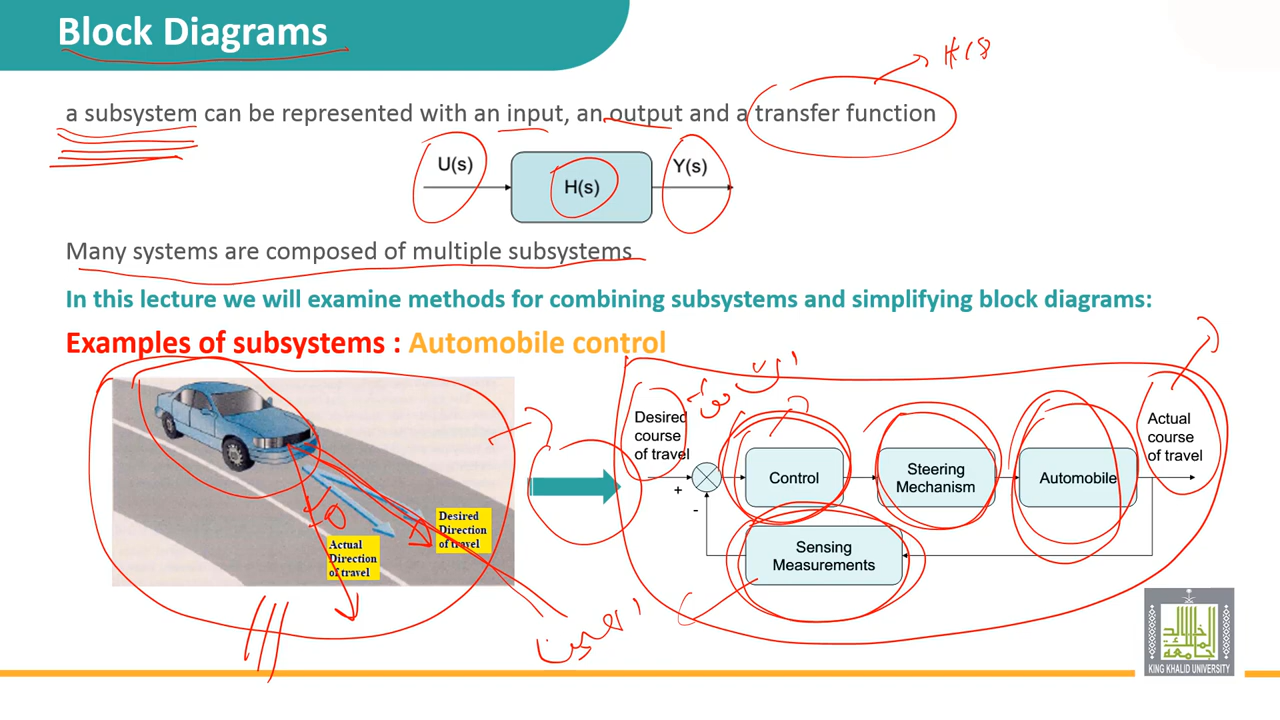 Block Diagrams
a subsystem can be represented with an input, an output and a transfer function
H(s
U(s)
H(s)
Y(s)
Many systems are composed of multiple subsystems
In this lecture we will examine methods for combining subsystems and simplifying block diagrams:
Examples of subsystems : Automobile control
Desired
Direction
of travel
Actual
Direction
of travel
Desired
course
of travel
+
-
Control
Steering
Mechanism
Automobile
Actual
course
of travel
Sensing
Measurements
جامعة الملك خالد
KING KHALID UNIVERSITY